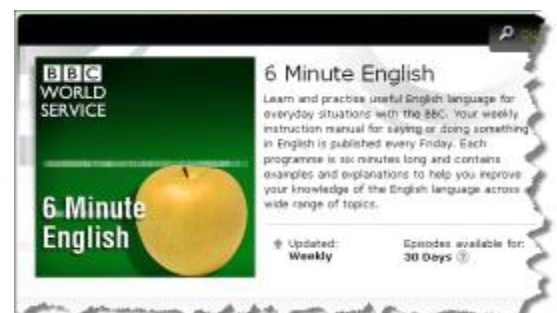 BBC
WORLD
SERVICE
6 Minute
English
6 Minute English
Learn and practise useful English language for
everyday situations with the BBC. Your weekly
instruction manual for saying or doing something
in English is published every Friday. Each
programme is six minutes long and contains
examples and explanations to help you improve
your knowledge of the English language across a
wide range of topics.
Updated:
Weekly
Episodes available for:
30 Days ?